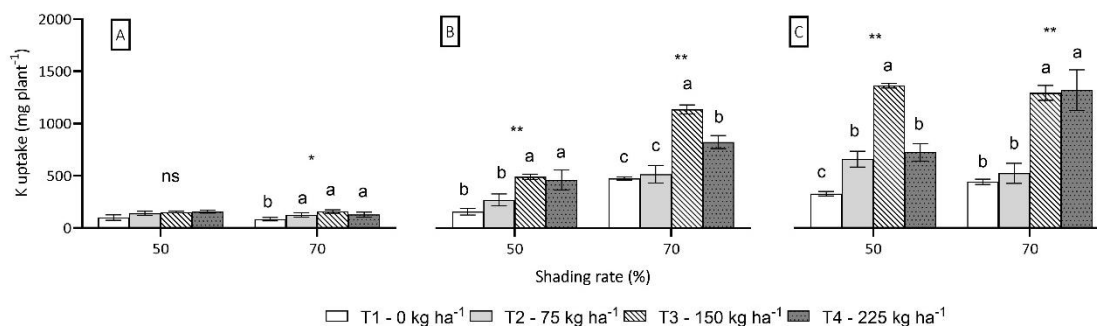 K uptake (mg plant⁻¹)
2000
1500
1000
500
0
A
ns
*
b a a a
50 70
B
**
b b a a
**
c c a b
50 70
C
**
c b a b
**
b b a a
50 70
Shading rate (%)
T1 - 0 kg ha⁻¹ T2 - 75 kg ha⁻¹ T3 - 150 kg ha⁻¹ T4 - 225 kg ha⁻¹